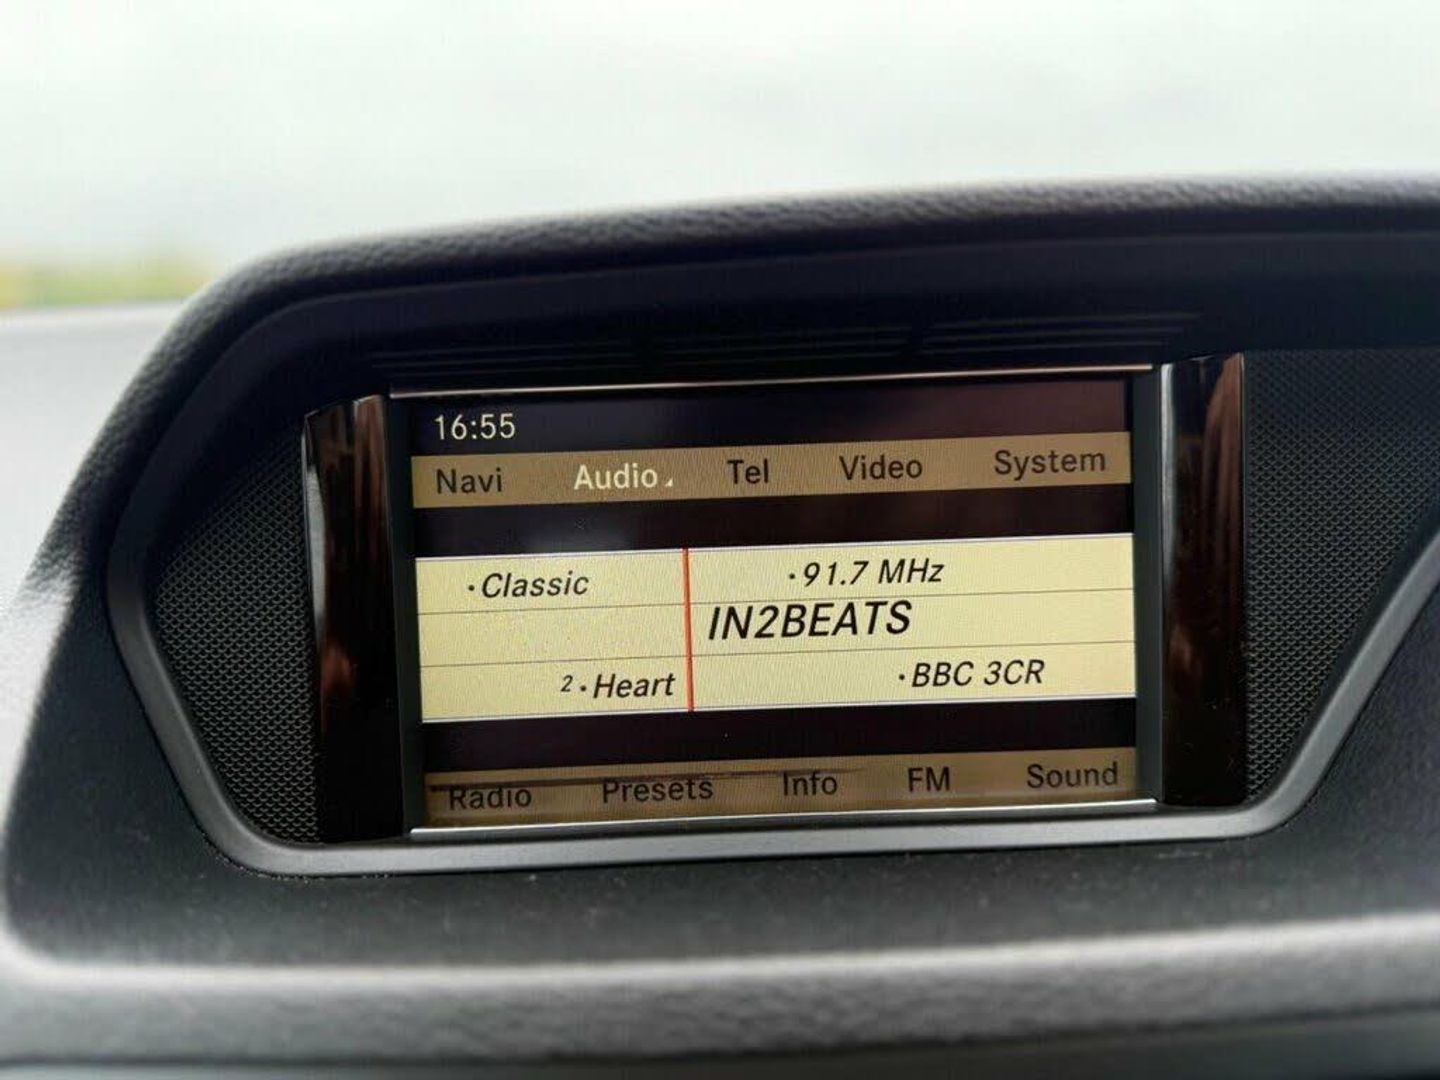 16:55
Navi Audio Tel Video System
·Classic ·91.7 MHz
IN2BEATS
2·Heart ·BBC 3CR
Radio Presets Info FM Sound